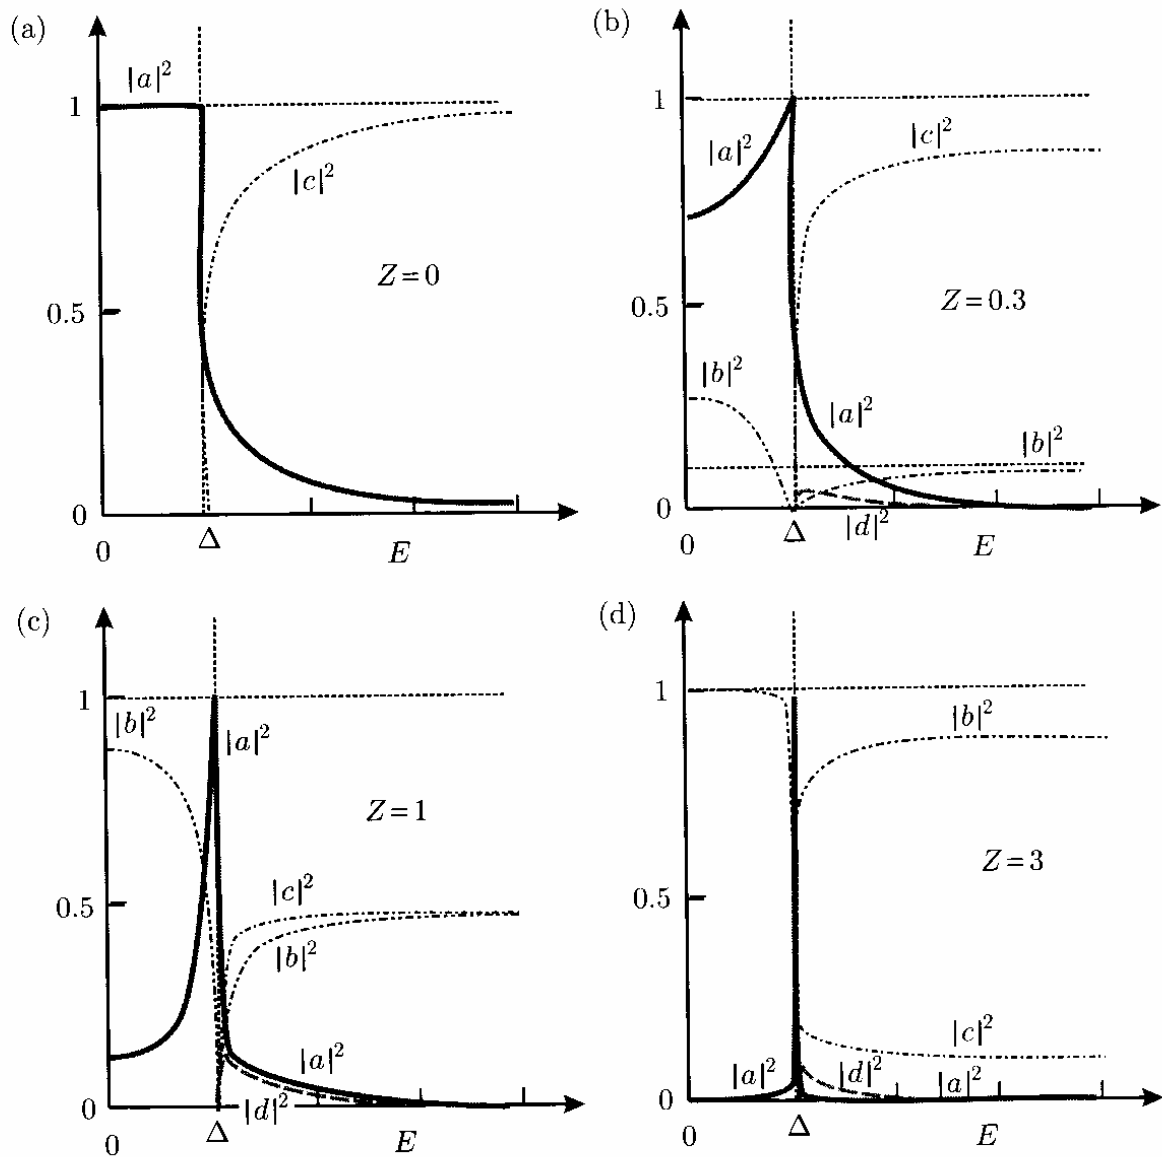 (a)
|a|²
1
|c|²
Z=0
0.5
0
0
Δ
E
(b)
1
|a|²
|c|²
0.5
Z=0.3
|b|²
|a|²
|b|²
0
|d|²
0
Δ
E
(c)
1
|b|²
|a|²
Z=1
0.5
|c|²
|b|²
|a|²
0
|d|²
0
Δ
E
(d)
1
|b|²
Z=3
0.5
|c|²
|a|²
|d|²
|a|²
0
0
Δ
E